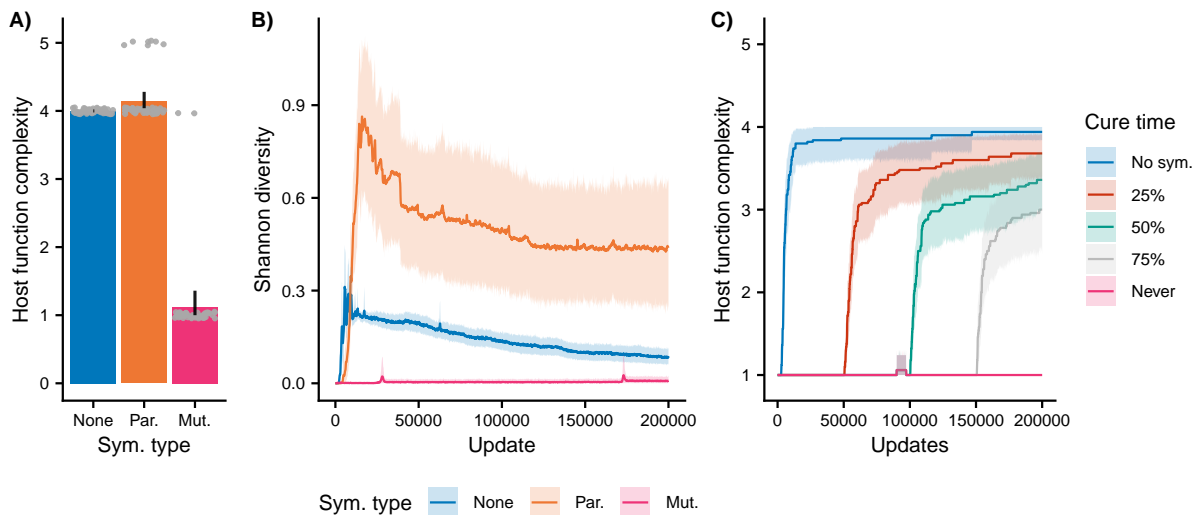 A)
Host function complexity
5
4
3
2
1
0
None Par. Mut.
Sym. type
B)
Shannon diversity
0.9
0.6
0.3
0.0
0 50000 100000 150000 200000
Update
C)
Host function complexity
5
4
3
2
1
0 50000 100000 150000 200000
Updates
Cure time
No sym.
25%
50%
75%
Never
Sym. type None Par. Mut.